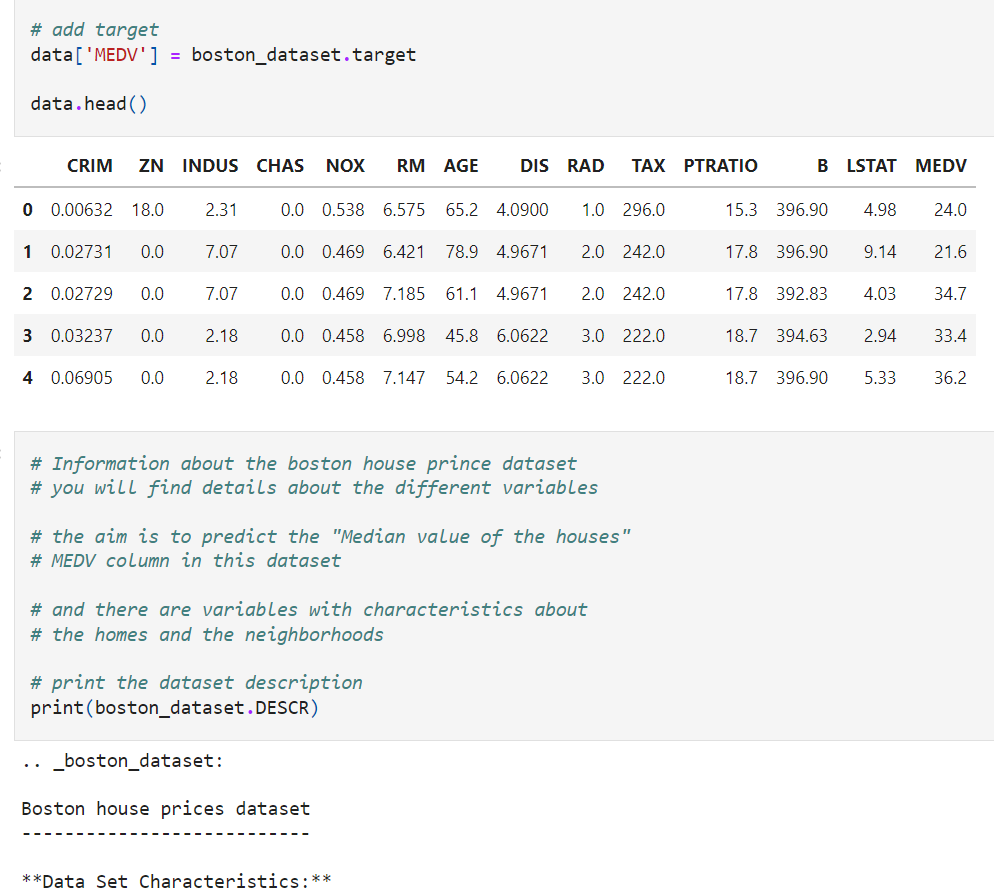 # add target
data['MEDV'] = boston_dataset.target
data.head()
CRIM ZN INDUS CHAS NOX RM AGE DIS RAD TAX PTRATIO B LSTAT MEDV
0 0.00632 18.0 2.31 0.0 0.538 6.575 65.2 4.0900 1.0 296.0 15.3 396.90 4.98 24.0
1 0.02731 0.0 7.07 0.0 0.469 6.421 78.9 4.9671 2.0 242.0 17.8 396.90 9.14 21.6
2 0.02729 0.0 7.07 0.0 0.469 7.185 61.1 4.9671 2.0 242.0 17.8 392.83 4.03 34.7
3 0.03237 0.0 2.18 0.0 0.458 6.998 45.8 6.0622 3.0 222.0 18.7 394.63 2.94 33.4
4 0.06905 0.0 2.18 0.0 0.458 7.147 54.2 6.0622 3.0 222.0 18.7 396.90 5.33 36.2
# Information about the boston house prince dataset
# you will find details about the different variables
# the aim is to predict the "Median value of the houses"
# MEDV column in this dataset
# and there are variables with characteristics about
# the homes and the neighborhoods
# print the dataset description
print(boston_dataset.DESCR)
.. _boston_dataset:
Boston house prices dataset
---------------------------
**Data Set Characteristics:**